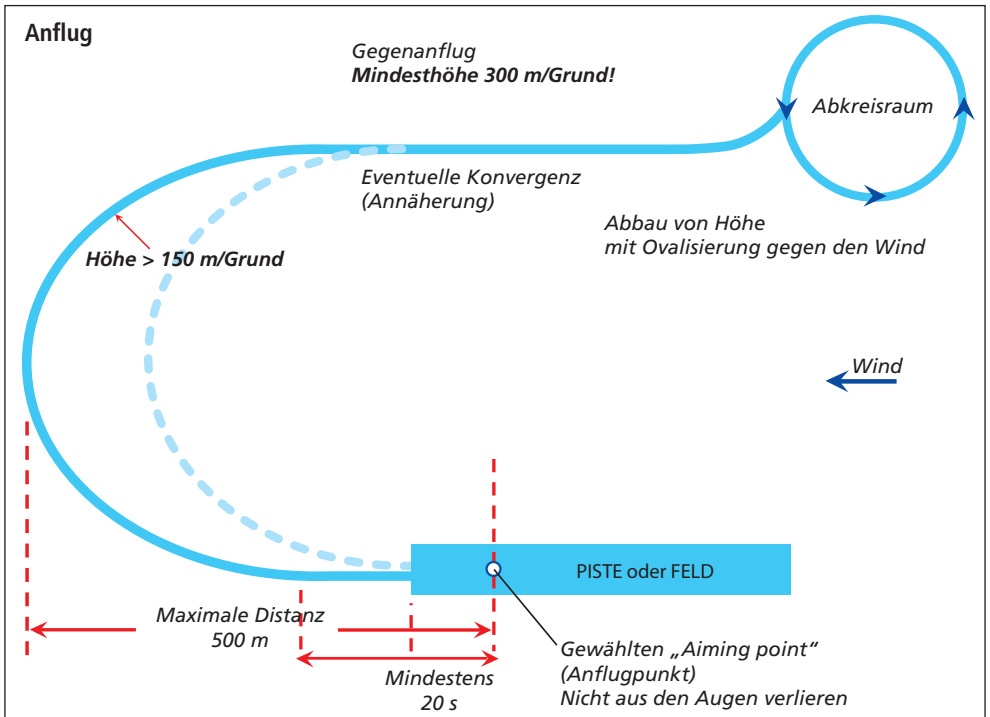 Anflug
Gegenanflug
Mindesthöhe 300 m/Grund!
Abkreisraum
Eventuelle Konvergenz
(Annäherung)
Abbau von Höhe
mit Ovalisierung gegen den Wind
Höhe > 150 m/Grund
Wind
PISTE oder FELD
Maximale Distanz
500 m
Mindestens
20 s
Gewählten „Aiming point“
(Anflugpunkt)
Nicht aus den Augen verlieren